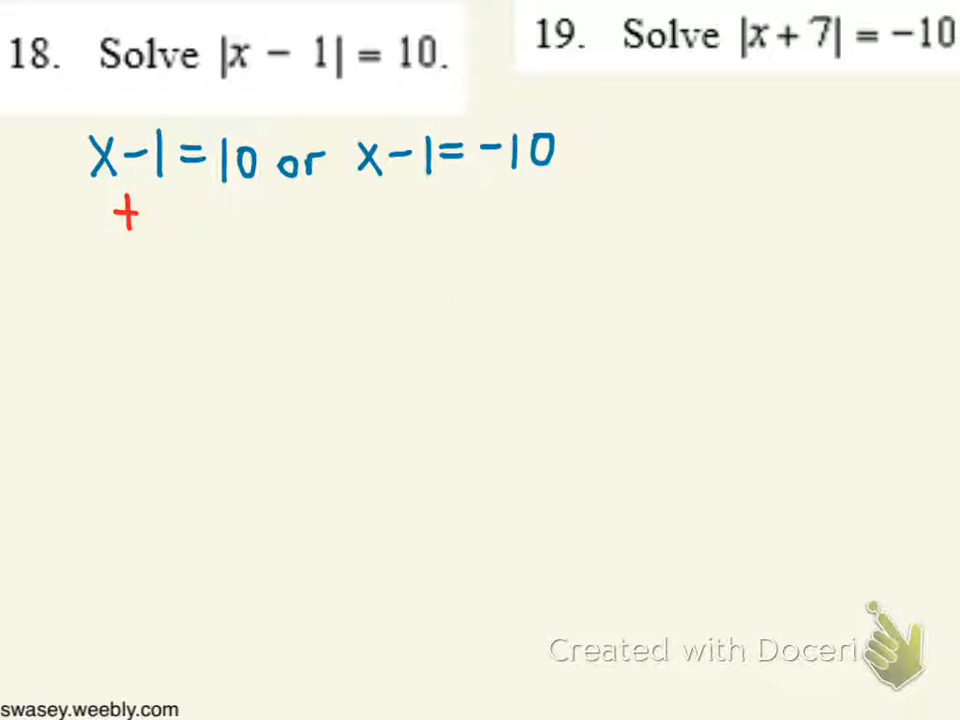 18. Solve |x − 1| = 10.
19. Solve |x + 7| = −10
x − 1 = 10 or x − 1 = −10
+
Created with Doceri
swasey.weebly.com